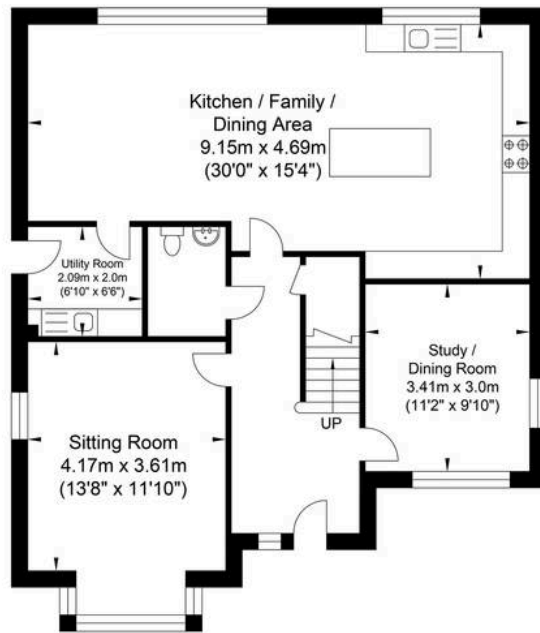 Kitchen / Family /
Dining Area
9.15m x 4.69m
(30'0" x 15'4")
Utility Room
2.09m x 2.0m
(6'10" x 6'6")
Study /
Dining Room
3.41m x 3.0m
(11'2" x 9'10")
UP
Sitting Room
4.17m x 3.61m
(13'8" x 11'10")